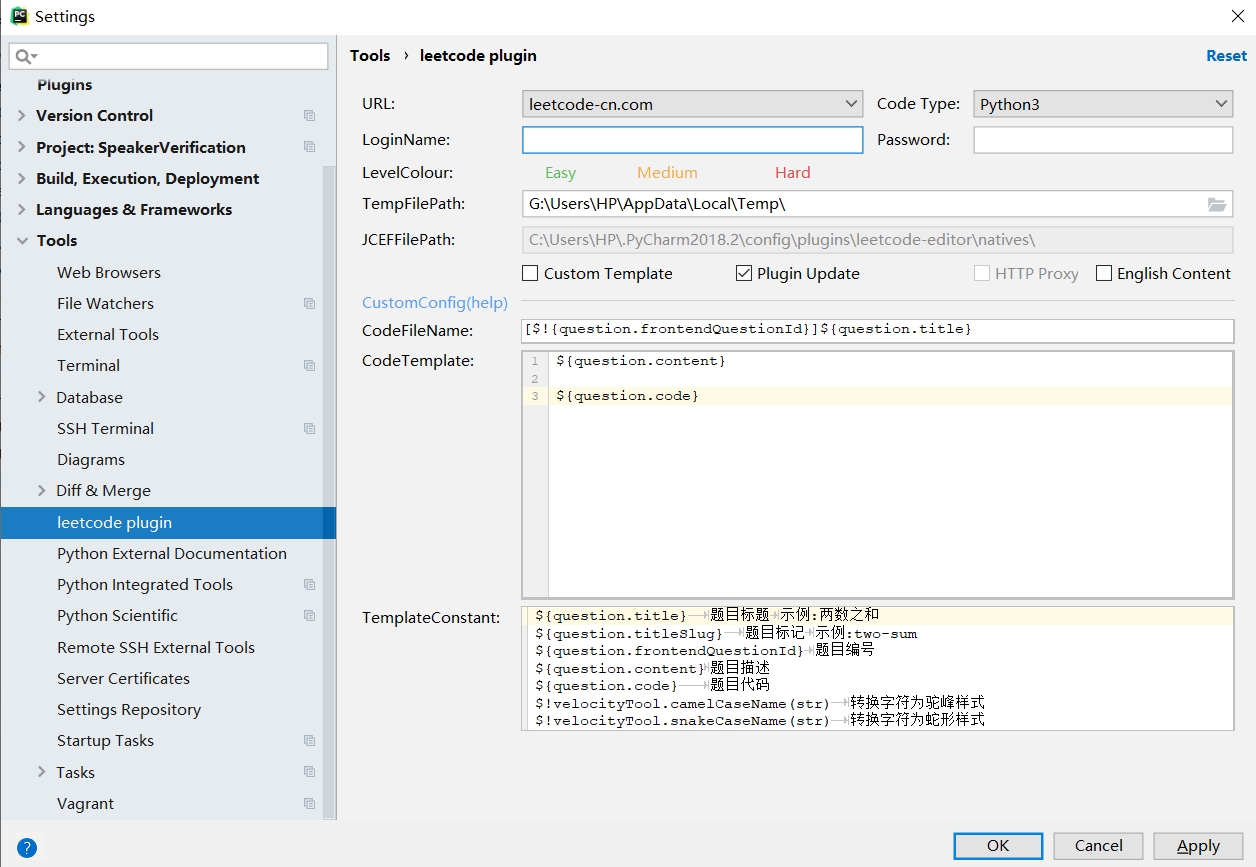 PC Settings
Tools › leetcode plugin Reset
Plugins
Version Control
Project: SpeakerVerification
Build, Execution, Deployment
Languages & Frameworks
Tools
Web Browsers
File Watchers
External Tools
Terminal
Database
SSH Terminal
Diagrams
Diff & Merge
leetcode plugin
Python External Documentation
Python Integrated Tools
Python Scientific
Remote SSH External Tools
Server Certificates
Settings Repository
Startup Tasks
Tasks
Vagrant
URL: leetcode-cn.com Code Type: Python3
LoginName: Password:
LevelColour: Easy Medium Hard
TempFilePath: G:\Users\HP\AppData\Local\Temp\
JCEFFilePath: C:\Users\HP\.PyCharm2018.2\config\plugins\leetcode-editor\natives\
Custom Template Plugin Update HTTP Proxy English Content
CustomConfig(help)
CodeFileName: [$!{question.frontendQuestionId}]${question.title}
CodeTemplate:
1 ${question.content}
2
3 ${question.code}
TemplateConstant:
${question.title} 题目标题 示例:两数之和
${question.titleSlug} 题目标记 示例:two-sum
${question.frontendQuestionId} 题目编号
${question.content} 题目描述
${question.code} 题目代码
$!velocityTool.camelCaseName(str) 转换字符为驼峰样式
$!velocityTool.snakeCaseName(str) 转换字符为蛇形样式
? OK Cancel Apply